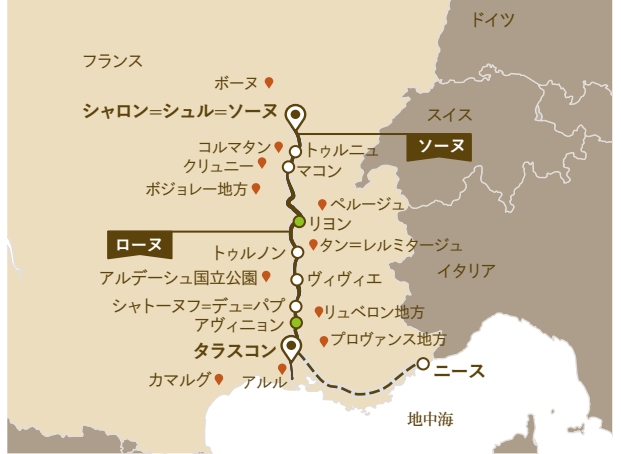 ドイツ
フランス
ボーヌ
シャロン=シュル=ソーヌ
スイス
ソーヌ
コルマタン
トゥルニュ
クリュニー
マコン
ボジョレー地方
ペルージュ
リヨン
ローヌ
タン=レルミタージュ
トゥルノン
イタリア
アルデーシュ国立公園
ヴィヴィエ
シャトーヌフ=デュ=パプ
リュベロン地方
アヴィニョン
プロヴァンス地方
タラスコン
ニース
カマルグ
アルル
地中海